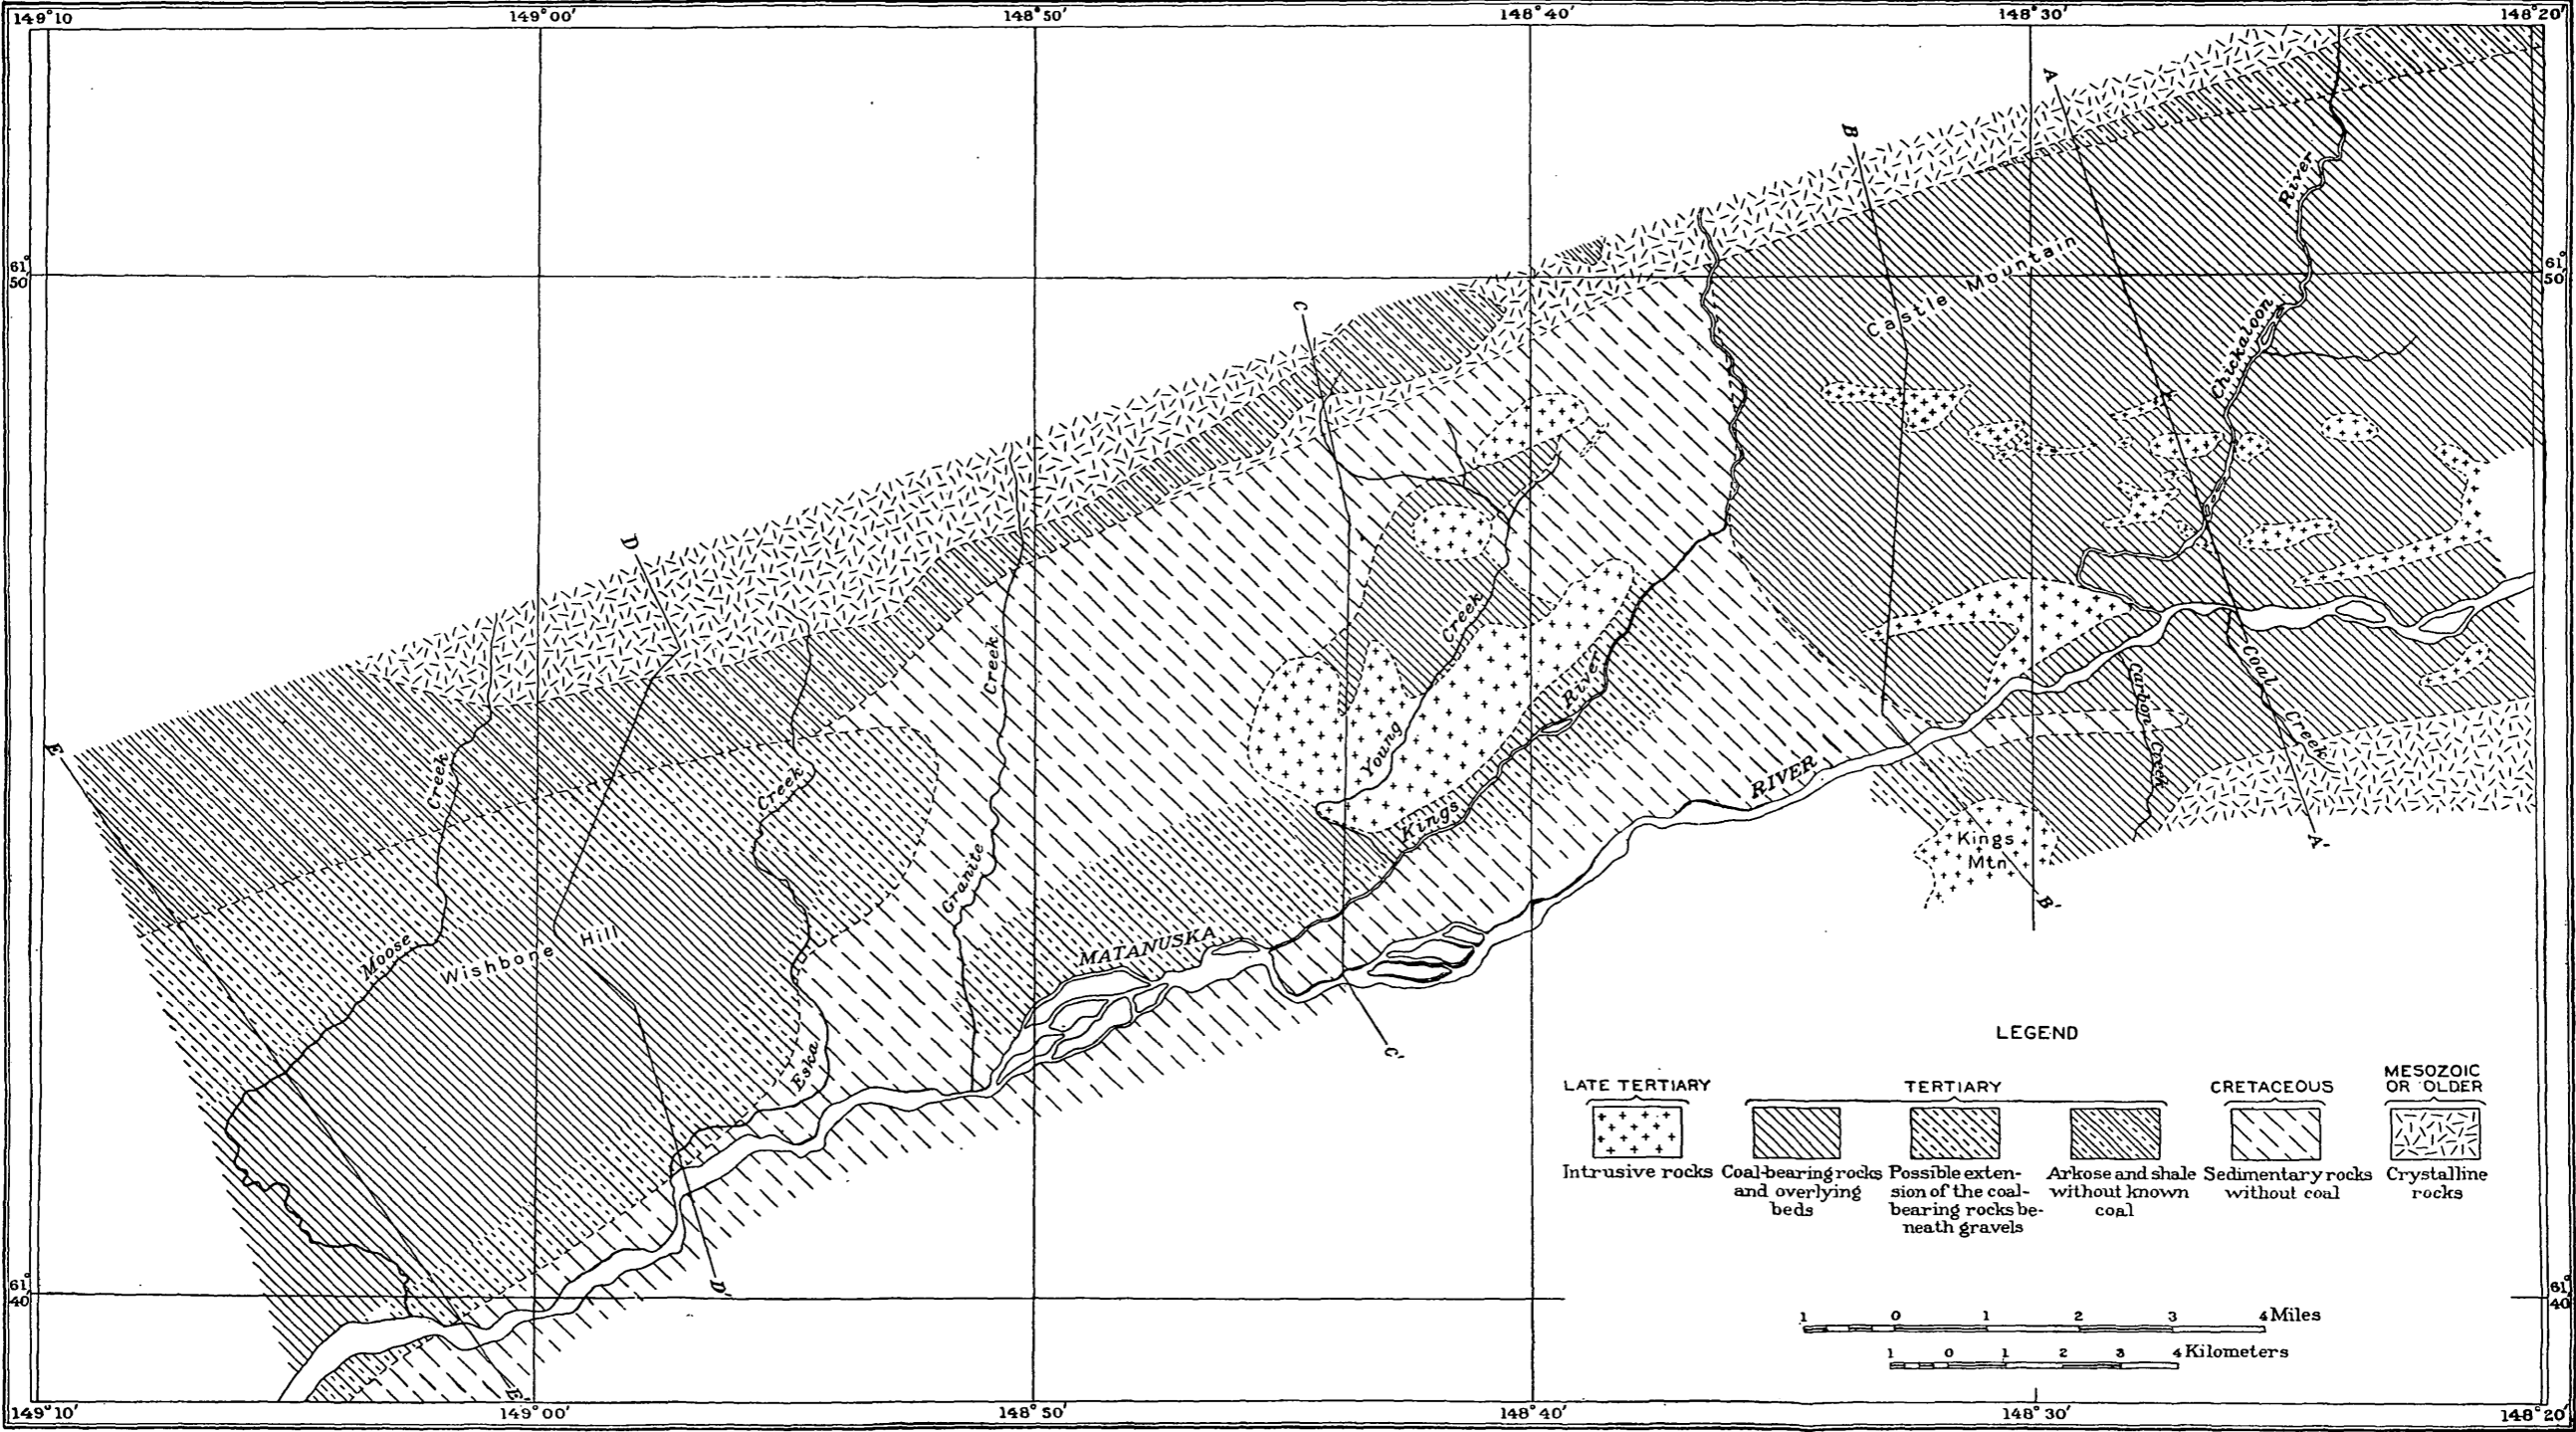 149°10'
149°00'
148°50'
148°40'
148°30'
148°20'
A
B
River
61°
50'
61°
50'
Castle Mountain
C
Chickaloon
D
Creek
Creek
River
Coal
Carbon
Creek
E
Creek
Creek
Young
Creek
Kings
RIVER
Granite
Kings
Mtn
A'
B'
Moose
Wishbone Hill
MATANUSKA
Eska
C'
LEGEND
LATE TERTIARY
TERTIARY
CRETACEOUS
MESOZOIC
OR OLDER
Intrusive rocks
Coal-bearing rocks
and overlying
beds
Possible exten-
sion of the coal-
bearing rocks be-
neath gravels
Arkose and shale
without known
coal
Sedimentary rocks
without coal
Crystalline
rocks
D'
61°
40'
61°
40'
1 0 1 2 3 4 Miles
1 0 1 2 3 4 Kilometers
E'
149°10'
149°00'
148°50'
148°40'
148°30'
148°20'